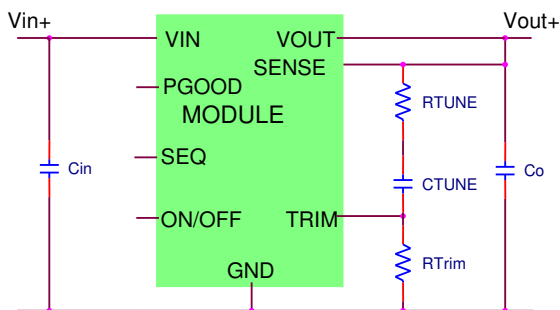 Vin+
Vout+
VIN
VOUT
SENSE
PGOOD
RTUNE
MODULE
SEQ
Cin
CTUNE
Co
ON/OFF
TRIM
RTrim
GND